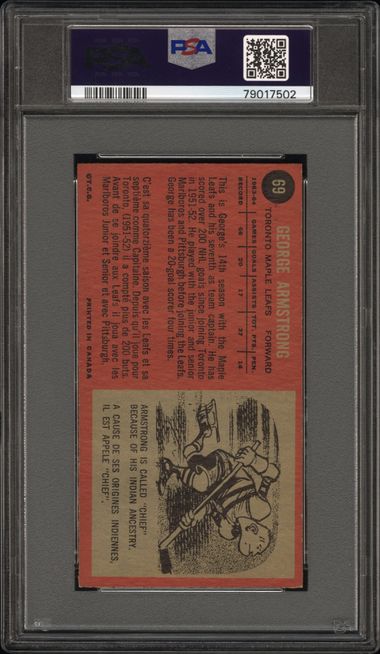 PSA
79017502
69
GEORGE ARMSTRONG
TORONTO MAPLE LEAFS FORWARD
1963-64 GAMES GOALS ASSISTS TOT. PTS. PEN.
RECORD 66 20 17 37 16
This is George's 14th season with the Maple
Leafs and his seventh as team captain. He has
scored over 200 NHL goals since joining Toronto
in 1951-52. He played with the junior and senior
Marlboros and Pittsburgh before joining the Leafs.
George has been a 20-goal scorer four times.
C'est sa quatorzième saison avec les Leafs et sa
septième comme capitaine. Depuis qu'il joue pour
Toronto, (1951-52) il a compté plus de 200 buts.
Avant de se joindre aux Leafs il joua avec les
Marlboros Junior et Senior et avec Pittsburgh.
©T.C.G. PRINTED IN CANADA
ARMSTRONG IS CALLED "CHIEF"
BECAUSE OF HIS INDIAN ANCESTRY.
A CAUSE DE SES ORIGINES INDIENNES,
IL EST APPELE "CHIEF".